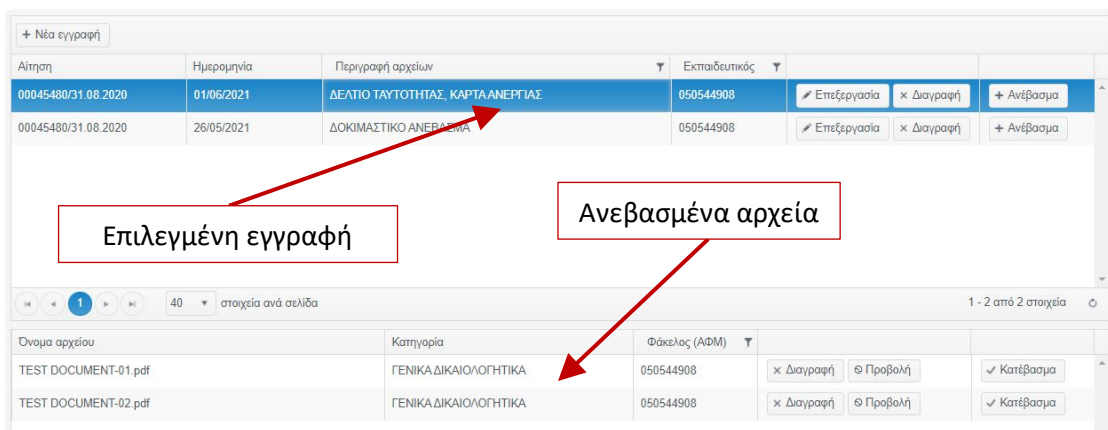 + Νέα εγγραφή
Αίτηση Ημερομηνία Περιγραφή αρχείων Εκπαιδευτικός
00045480/31.08.2020 01/06/2021 ΔΕΛΤΙΟ ΤΑΥΤΟΤΗΤΑΣ, ΚΑΡΤΑ ΑΝΕΡΓΙΑΣ 050544908 Επεξεργασία × Διαγραφή + Ανέβασμα
00045480/31.08.2020 26/05/2021 ΔΟΚΙΜΑΣΤΙΚΟ ΑΝΕΒΑΣΜΑ 050544908 Επεξεργασία × Διαγραφή + Ανέβασμα
Ανεβασμένα αρχεία
Επιλεγμένη εγγραφή
1 40 στοιχεία ανά σελίδα 1 - 2 από 2 στοιχεία
Όνομα αρχείου Κατηγορία Φάκελος (ΑΦΜ)
TEST DOCUMENT-01.pdf ΓΕΝΙΚΑ ΔΙΚΑΙΟΛΟΓΗΤΙΚΑ 050544908 × Διαγραφή Προβολή Κατέβασμα
TEST DOCUMENT-02.pdf ΓΕΝΙΚΑ ΔΙΚΑΙΟΛΟΓΗΤΙΚΑ 050544908 × Διαγραφή Προβολή Κατέβασμα